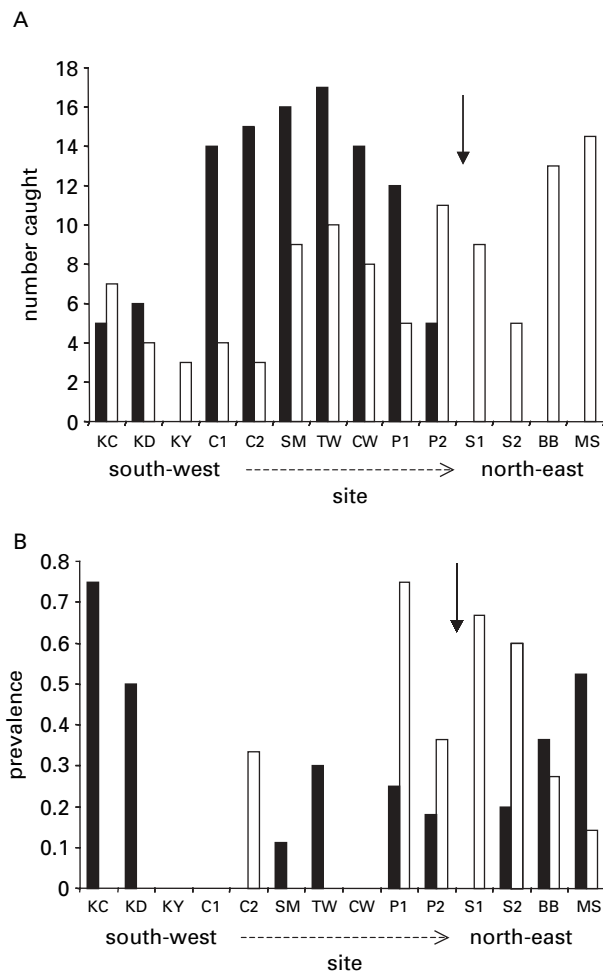 A
18
16
14
12
10
8
6
4
2
0
number caught
KC KD KY C1 C2 SM TW CW P1 P2 S1 S2 BB MS
south-west north-east
site
B
0.8
0.7
0.6
0.5
0.4
0.3
0.2
0.1
0
prevalence
KC KD KY C1 C2 SM TW CW P1 P2 S1 S2 BB MS
south-west north-east
site